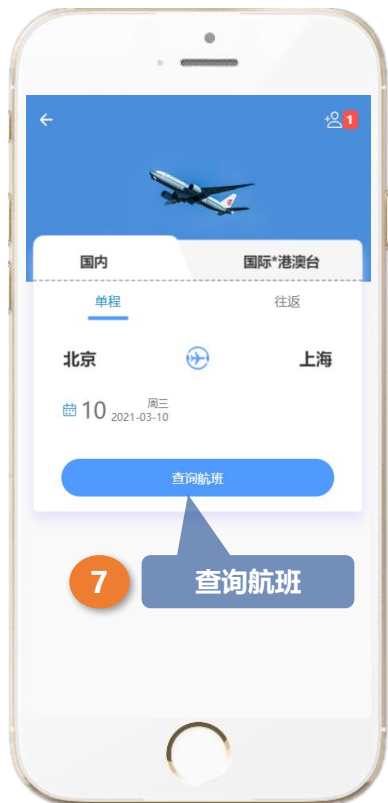 1
国内 国际*港澳台
单程 往返
北京 上海
10 周三
2021-03-10
查询航班
7 查询航班